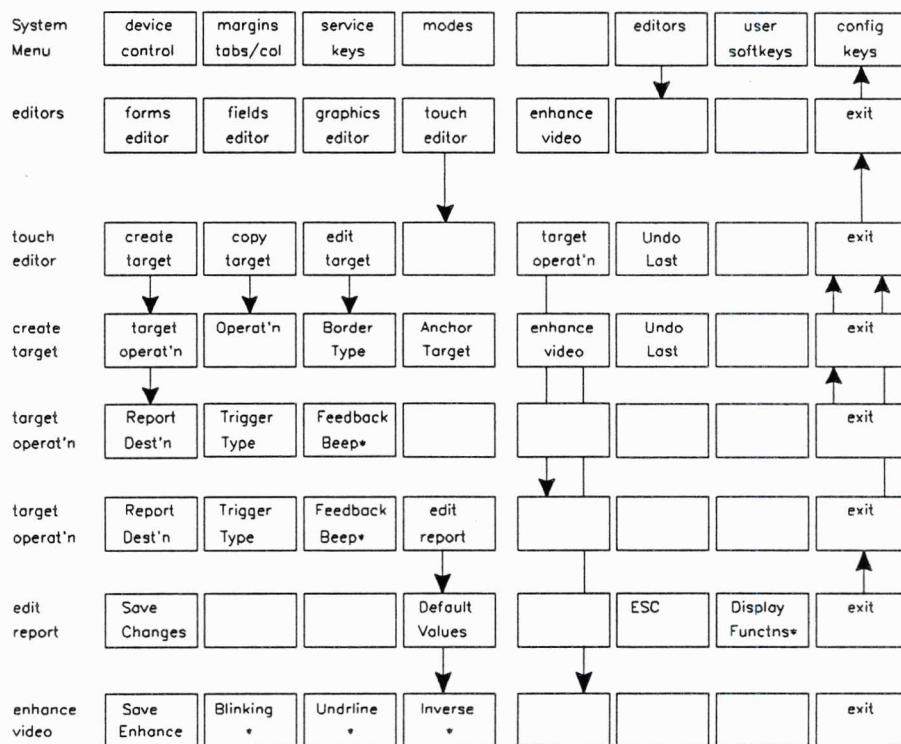 System device margins service modes editors user config
Menu control tabs/col keys softkeys keys
editors forms fields graphics touch enhance exit
editor editor editor editor video
touch create copy edit target Undo exit
editor target target target operat'n Last
create target Operat'n Border Anchor enhance Undo exit
target operat'n Type Target video Last
target Report Trigger Feedback exit
operat'n Dest'n Type Beep*
target Report Trigger Feedback edit exit
operat'n Dest'n Type Beep* report
edit Save Default ESC Display exit
report Changes Values Functns*
enhance Save Blinking Undrline Inverse exit
video Enhance * * *